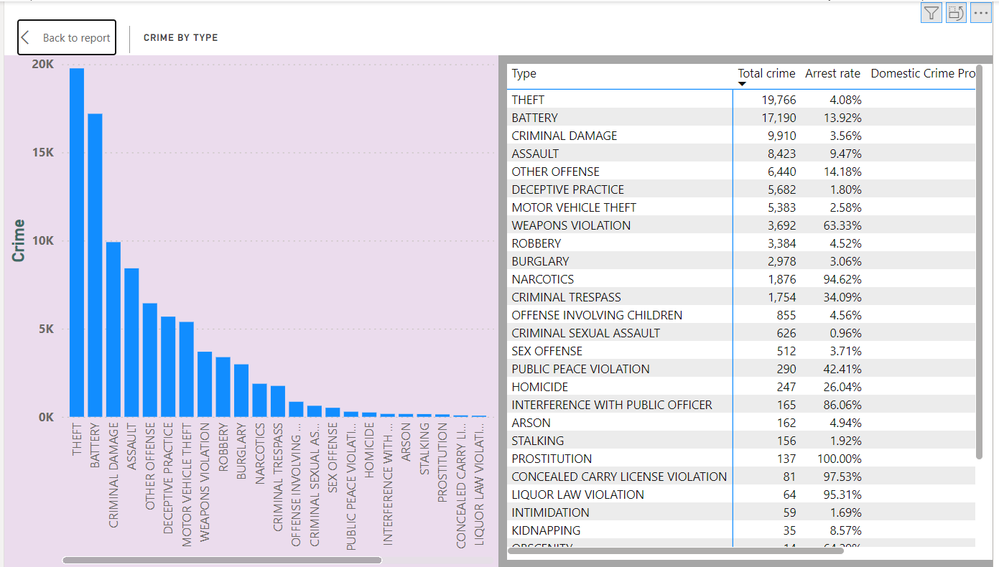 Back to report
CRIME BY TYPE
20K
15K
10K
5K
0K
Crime
THEFT
BATTERY
CRIMINAL DAMAGE
ASSAULT
OTHER OFFENSE
DECEPTIVE PRACTICE
MOTOR VEHICLE THEFT
WEAPONS VIOLATION
ROBBERY
BURGLARY
NARCOTICS
CRIMINAL TRESPASS
OFFENSE INVOLVING ...
CRIMINAL SEXUAL AS...
SEX OFFENSE
PUBLIC PEACE VIOLATI...
HOMICIDE
INTERFERENCE WITH ...
ARSON
STALKING
PROSTITUTION
CONCEALED CARRY LI...
LIQUOR LAW VIOLATI...
Type Total crime Arrest rate Domestic Crime Pro
THEFT 19,766 4.08%
BATTERY 17,190 13.92%
CRIMINAL DAMAGE 9,910 3.56%
ASSAULT 8,423 9.47%
OTHER OFFENSE 6,440 14.18%
DECEPTIVE PRACTICE 5,682 1.80%
MOTOR VEHICLE THEFT 5,383 2.58%
WEAPONS VIOLATION 3,692 63.33%
ROBBERY 3,384 4.52%
BURGLARY 2,978 3.06%
NARCOTICS 1,876 94.62%
CRIMINAL TRESPASS 1,754 34.09%
OFFENSE INVOLVING CHILDREN 855 4.56%
CRIMINAL SEXUAL ASSAULT 626 0.96%
SEX OFFENSE 512 3.71%
PUBLIC PEACE VIOLATION 290 42.41%
HOMICIDE 247 26.04%
INTERFERENCE WITH PUBLIC OFFICER 165 86.06%
ARSON 162 4.94%
STALKING 156 1.92%
PROSTITUTION 137 100.00%
CONCEALED CARRY LICENSE VIOLATION 81 97.53%
LIQUOR LAW VIOLATION 64 95.31%
INTIMIDATION 59 1.69%
KIDNAPPING 35 8.57%
OBSCENITY 14